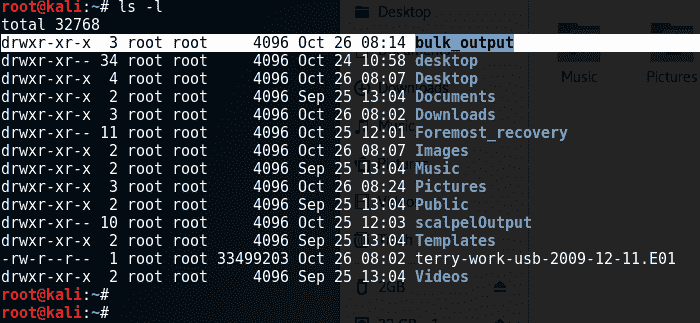 root@kali:~# ls -l
total 32768
drwxr-xr-x  3 root root     4096 Oct 26 08:14 bulk_output
drwxr-xr-- 34 root root     4096 Oct 24 10:58 desktop
drwxr-xr-x  4 root root     4096 Oct 26 08:07 Desktop
drwxr-xr-x  2 root root     4096 Sep 25 13:04 Documents
drwxr-xr-x  3 root root     4096 Oct 26 08:02 Downloads
drwxr-xr-- 11 root root     4096 Oct 25 12:01 Foremost_recovery
drwxr-xr-x  2 root root     4096 Oct 26 08:07 Images
drwxr-xr-x  2 root root     4096 Sep 25 13:04 Music
drwxr-xr-x  3 root root     4096 Oct 26 08:24 Pictures
drwxr-xr-x  2 root root     4096 Sep 25 13:04 Public
drwxr-xr-- 10 root root     4096 Oct 25 12:03 scalpelOutput
drwxr-xr-x  2 root root     4096 Sep 25 13:04 Templates
-rw-r--r--  1 root root 33499203 Oct 26 08:02 terry-work-usb-2009-12-11.E01
drwxr-xr-x  2 root root     4096 Sep 25 13:04 Videos
root@kali:~#
root@kali:~#
Desktop
Downloads
Music
Pictures
2GB